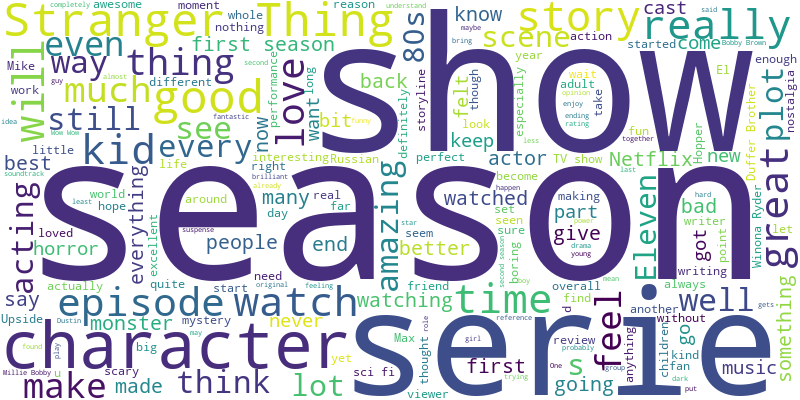 Stranger Thing
completely
awesome
moment
whole
nothing
reason
understand
show
story
really
know
cast
said
Bobby Brown
maybe
bring
action
scene
started
come
80s
even
will
first season
Mike
guy
almost
second
way thing
work
different
performance
love
long
want
back
year
though
especially
storyline
felt
wait
adult
take
look
opinion
enjoy
ending
rating
fun
together
less
El
enough
nostalgia
plot
Duffer Brother
Hopper
idea
Wow Wow
fantastic
much
good
still
see
bit
funny
definitely
now
kid
every
little
best
life
interesting
Russian
right
perfect
keep
actor
TV show
Netflix
new
last
become
happen
making
hard
writer
power
season
soundtrack
least
world
hope
brilliant
already
around
many
real
day
far
amazing
watched
set
seen
sure
star
seem
part
give
drama
young
bad
got
point
let
writing
Eleven
Winona Ryder
great
acting
everything
loved
horror
excellent
suspense
people
end
better
boring
second season
boy
mean
always
gets
actually
quite
start
need
original
feeling
friend
overall
find
say
episode
watch
watching
time
feel
well
another
without
go
children
kind
fan
dark
put
something
Upside
Dustin
monster
mystery
may
never
Max
thought
role
viewer
girl
reference
review
probably
group
One
trying
d
anything
music
character
serie
found
play
big
yet
sci fi
first
s
going
Millie Bobby
u
scary
make
made
think
lot